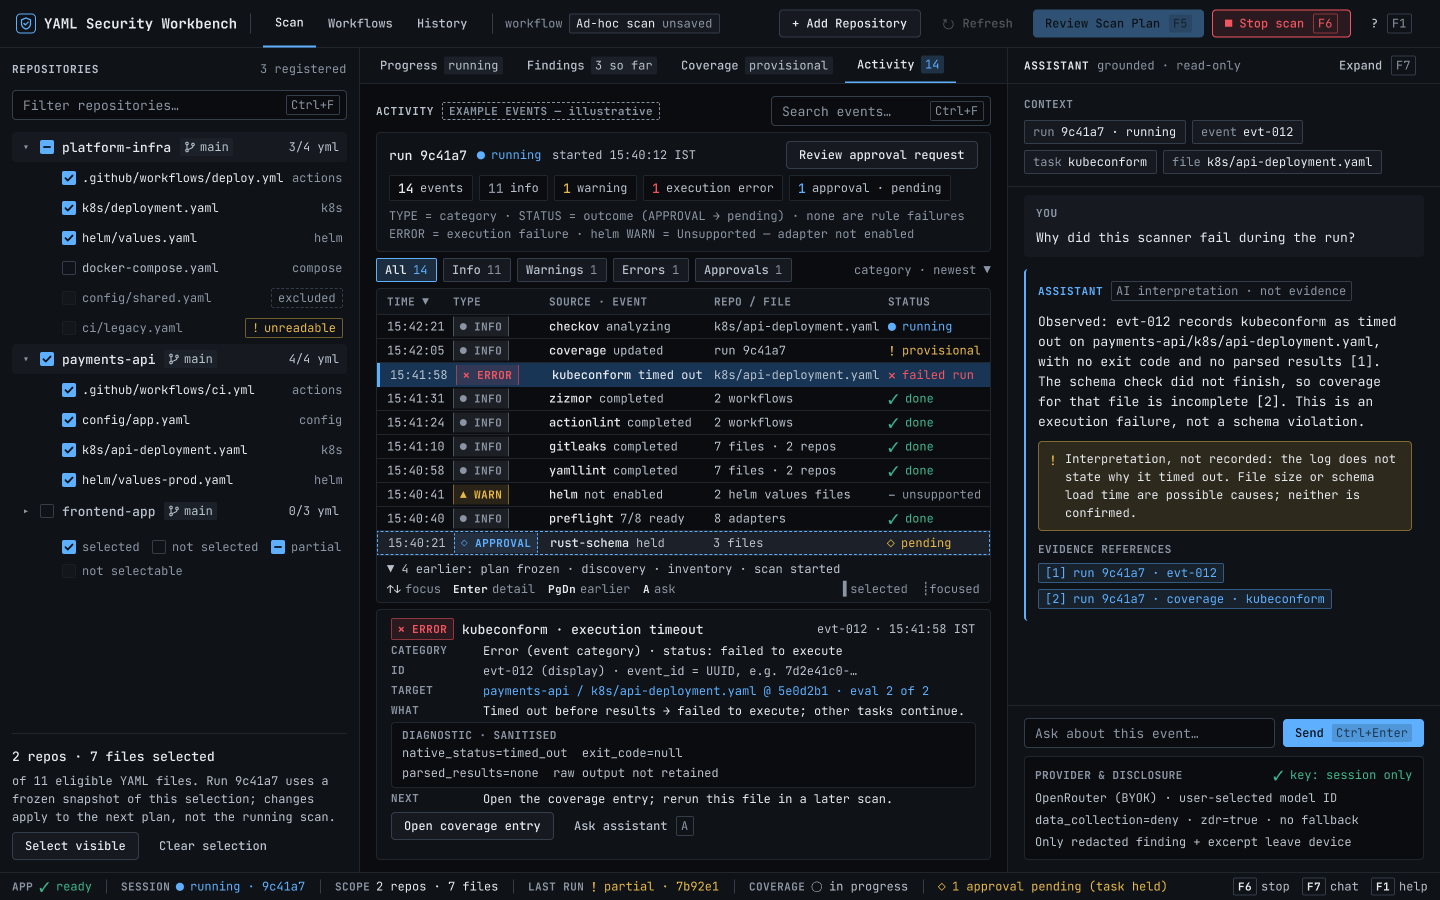 YAML Security Workbench
Scan Workflows History
workflow Ad-hoc scan unsaved
+ Add Repository
Refresh
Review Scan Plan F5
Stop scan F6
? F1
REPOSITORIES 3 registered
Filter repositories… Ctrl+F
platform-infra main 3/4 yml
.github/workflows/deploy.yml actions
k8s/deployment.yaml k8s
helm/values.yaml helm
docker-compose.yaml compose
config/shared.yaml excluded
ci/legacy.yaml ! unreadable
payments-api main 4/4 yml
.github/workflows/ci.yml actions
config/app.yaml config
k8s/api-deployment.yaml k8s
helm/values-prod.yaml helm
frontend-app main 0/3 yml
selected not selected partial
not selectable
2 repos · 7 files selected
of 11 eligible YAML files. Run 9c41a7 uses a
frozen snapshot of this selection; changes
apply to the next plan, not the running scan.
Select visible Clear selection
Progress running Findings 3 so far Coverage provisional Activity 14
ACTIVITY EXAMPLE EVENTS — illustrative
Search events… Ctrl+F
run 9c41a7 running started 15:40:12 IST
Review approval request
14 events 11 info 1 warning 1 execution error 1 approval · pending
TYPE = category · STATUS = outcome (APPROVAL → pending) · none are rule failures
ERROR = execution failure · helm WARN = Unsupported — adapter not enabled
All 14 Info 11 Warnings 1 Errors 1 Approvals 1
category · newest ▼
TIME ▼ TYPE SOURCE · EVENT REPO / FILE STATUS
15:42:21 ● INFO checkov analyzing k8s/api-deployment.yaml ● running
15:42:05 ● INFO coverage updated run 9c41a7 ! provisional
15:41:58 × ERROR kubeconform timed out k8s/api-deployment.yaml × failed run
15:41:31 ● INFO zizmor completed 2 workflows ✓ done
15:41:24 ● INFO actionlint completed 2 workflows ✓ done
15:41:10 ● INFO gitleaks completed 7 files · 2 repos ✓ done
15:40:58 ● INFO yamllint completed 7 files · 2 repos ✓ done
15:40:41 ▲ WARN helm not enabled 2 helm values files – unsupported
15:40:40 ● INFO preflight 7/8 ready 8 adapters ✓ done
15:40:21 ◇ APPROVAL rust-schema held 3 files ◇ pending
▼ 4 earlier: plan frozen · discovery · inventory · scan started
↑↓ focus Enter detail PgDn earlier A ask
selected focused
× ERROR kubeconform · execution timeout evt-012 · 15:41:58 IST
CATEGORY Error (event category) · status: failed to execute
ID evt-012 (display) · event_id = UUID, e.g. 7d2e41c0-…
TARGET payments-api / k8s/api-deployment.yaml @ 5e0d2b1 · eval 2 of 2
WHAT Timed out before results → failed to execute; other tasks continue.
DIAGNOSTIC · SANITISED
native_status=timed_out exit_code=null
parsed_results=none raw output not retained
NEXT Open the coverage entry; rerun this file in a later scan.
Open coverage entry Ask assistant A
ASSISTANT grounded · read-only
Expand F7
CONTEXT
run 9c41a7 · running event evt-012
task kubeconform file k8s/api-deployment.yaml
YOU
Why did this scanner fail during the run?
ASSISTANT AI interpretation · not evidence
Observed: evt-012 records kubeconform as timed
out on payments-api/k8s/api-deployment.yaml,
with no exit code and no parsed results [1].
The schema check did not finish, so coverage
for that file is incomplete [2]. This is an
execution failure, not a schema violation.
! Interpretation, not recorded: the log does not
state why it timed out. File size or schema
load time are possible causes; neither is
confirmed.
EVIDENCE REFERENCES
[1] run 9c41a7 · evt-012
[2] run 9c41a7 · coverage · kubeconform
Ask about this event…
Send Ctrl+Enter
PROVIDER & DISCLOSURE ✓ key: session only
OpenRouter (BYOK) · user-selected model ID
data_collection=deny · zdr=true · no fallback
Only redacted finding + excerpt leave device
APP ✓ ready SESSION ● running · 9c41a7 SCOPE 2 repos · 7 files LAST RUN ! partial · 7b92e1 COVERAGE ○ in progress ◇ 1 approval pending (task held)
F6 stop F7 chat F1 help